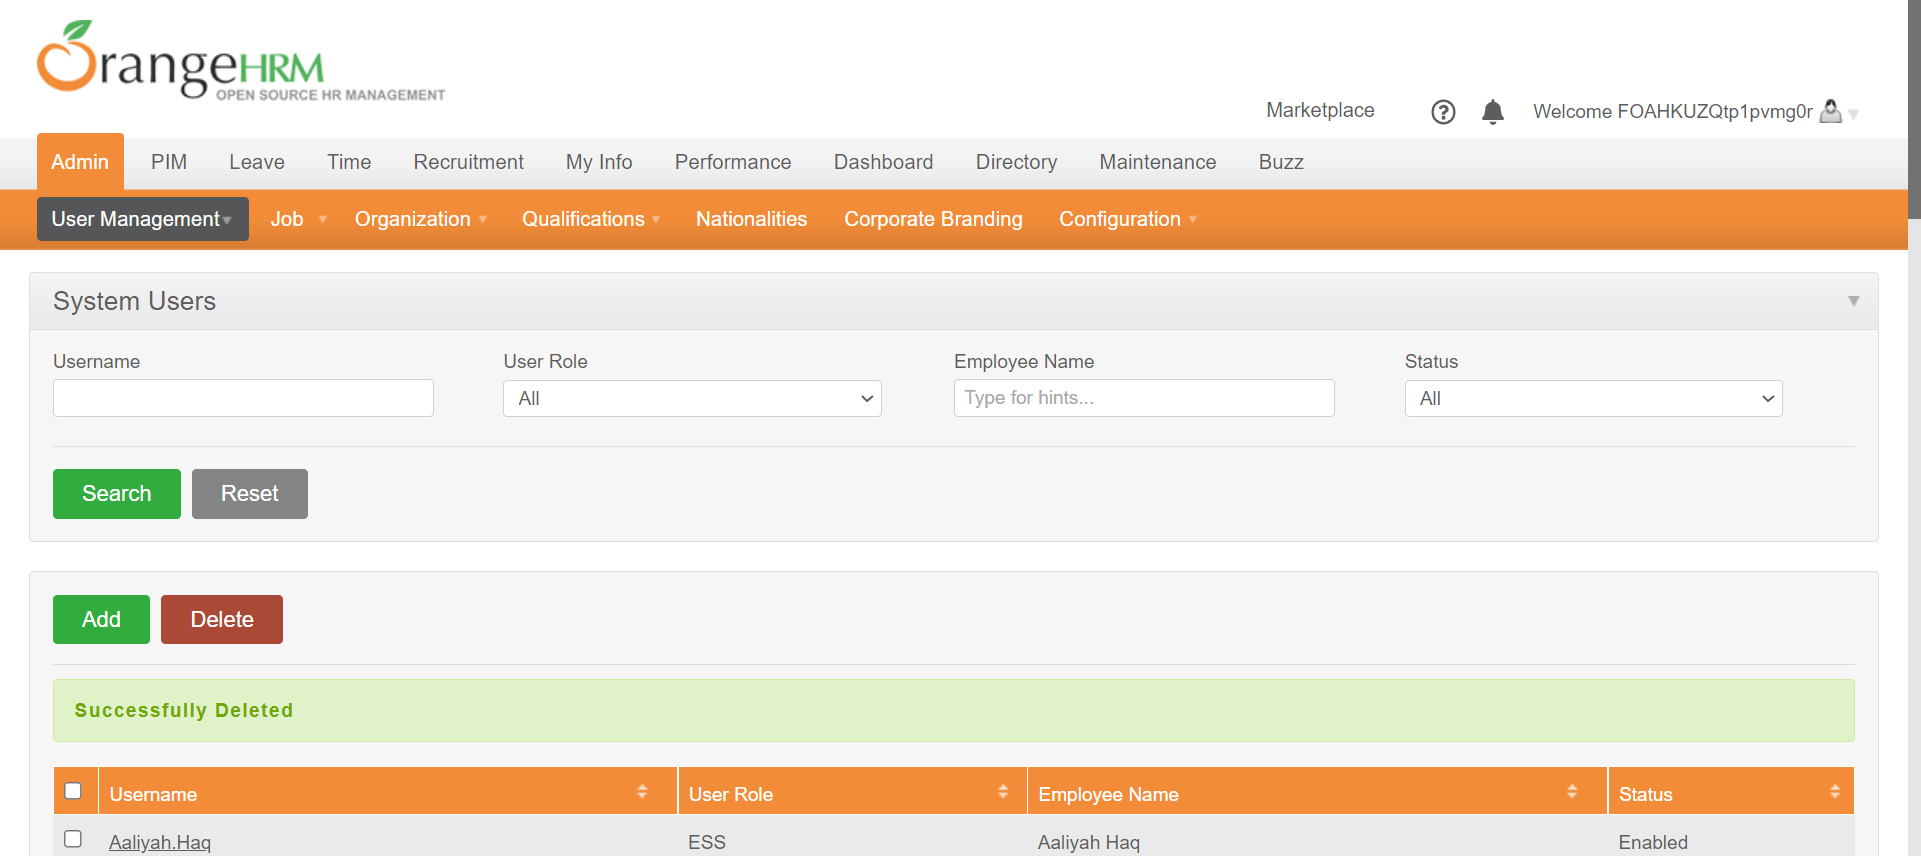 OrangeHRM
OPEN SOURCE HR MANAGEMENT
Marketplace ? Welcome FOAHKUZQtp1pvmg0r
Admin PIM Leave Time Recruitment My Info Performance Dashboard Directory Maintenance Buzz
User Management Job Organization Qualifications Nationalities Corporate Branding Configuration
System Users
Username User Role Employee Name Status
All Type for hints... All
Search Reset
Add Delete
Successfully Deleted
Username User Role Employee Name Status
Aaliyah.Haq ESS Aaliyah Haq Enabled